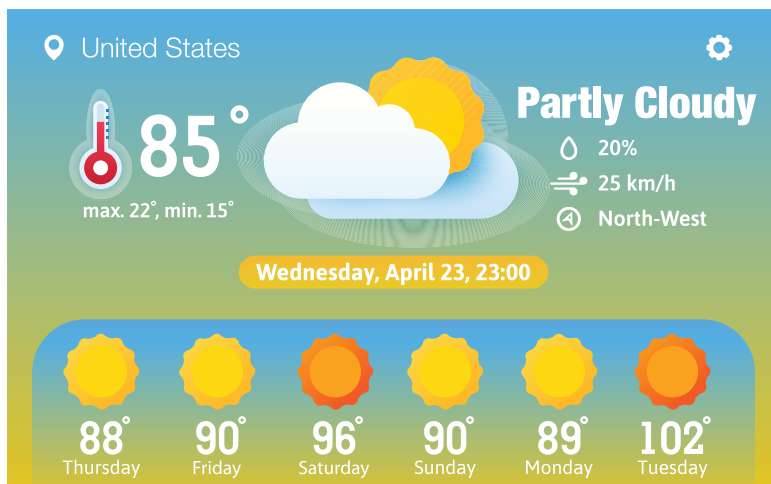 United States
85°
max. 22°, min. 15°
Partly Cloudy
20%
25 km/h
North-West
Wednesday, April 23, 23:00
88° 90° 96° 90° 89° 102°
Thursday Friday Saturday Sunday Monday Tuesday